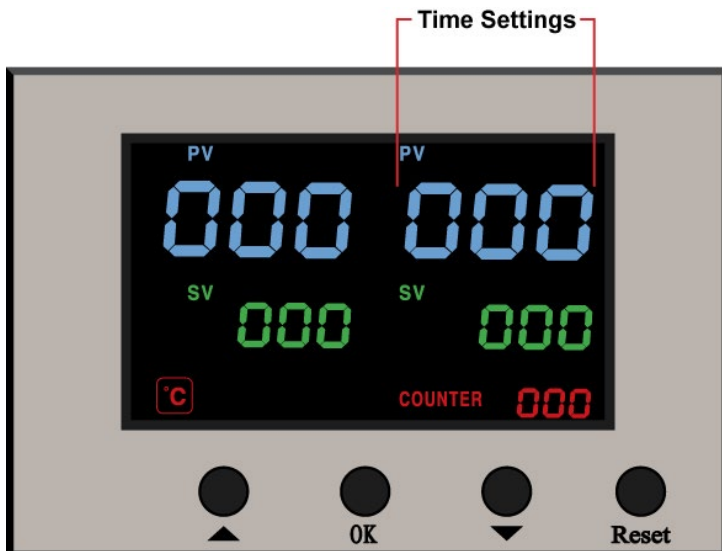 Time Settings
PV PV
000 000
SV SV
000 000
°C COUNTER 000
▲ OK ▼ Reset